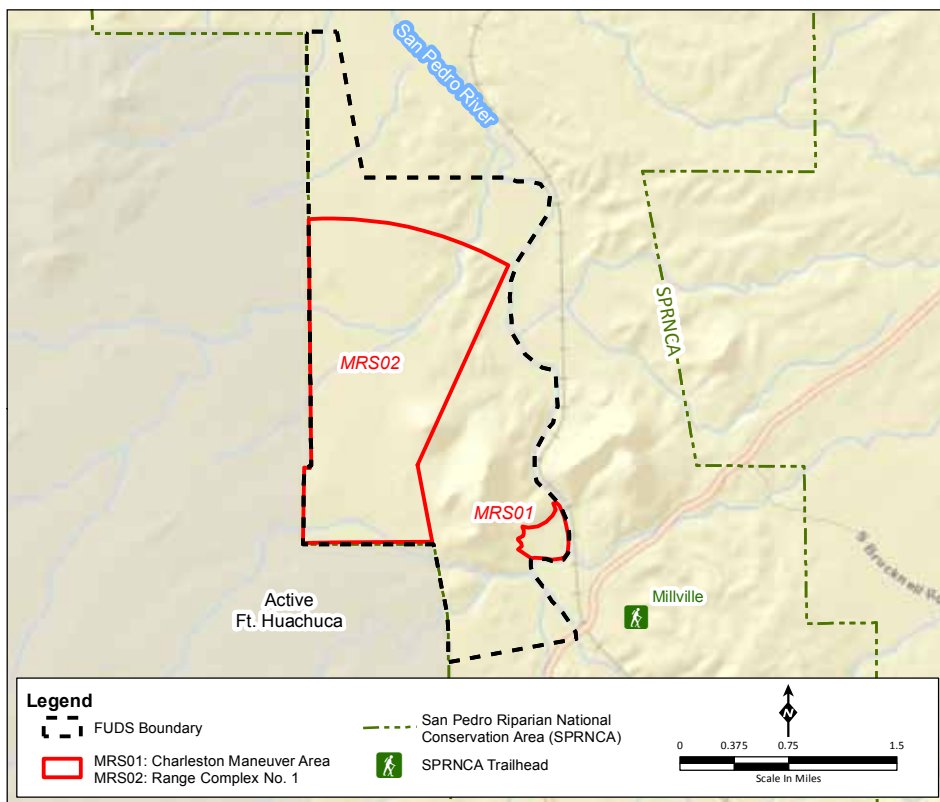 San Pedro River
SPRNCA
MRS02
MRS01
Millville
Active
Ft. Huachuca
Legend
FUDS Boundary
MRS01: Charleston Maneuver Area
MRS02: Range Complex No. 1
San Pedro Riparian National
Conservation Area (SPRNCA)
SPRNCA Trailhead
N
0 0.375 0.75 1.5
Scale In Miles